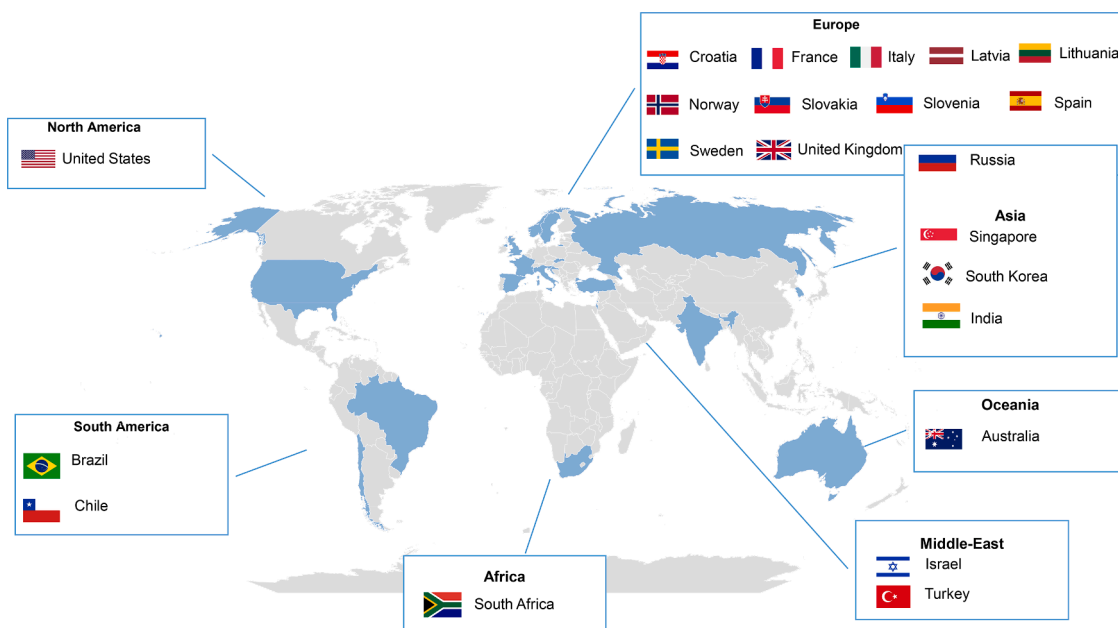 Europe
Croatia France Italy Latvia Lithuania
Norway Slovakia Slovenia Spain
Sweden United Kingdom
Russia
North America
United States
Asia
Singapore
South Korea
India
South America
Brazil
Chile
Oceania
Australia
Middle-East
Israel
Turkey
Africa
South Africa